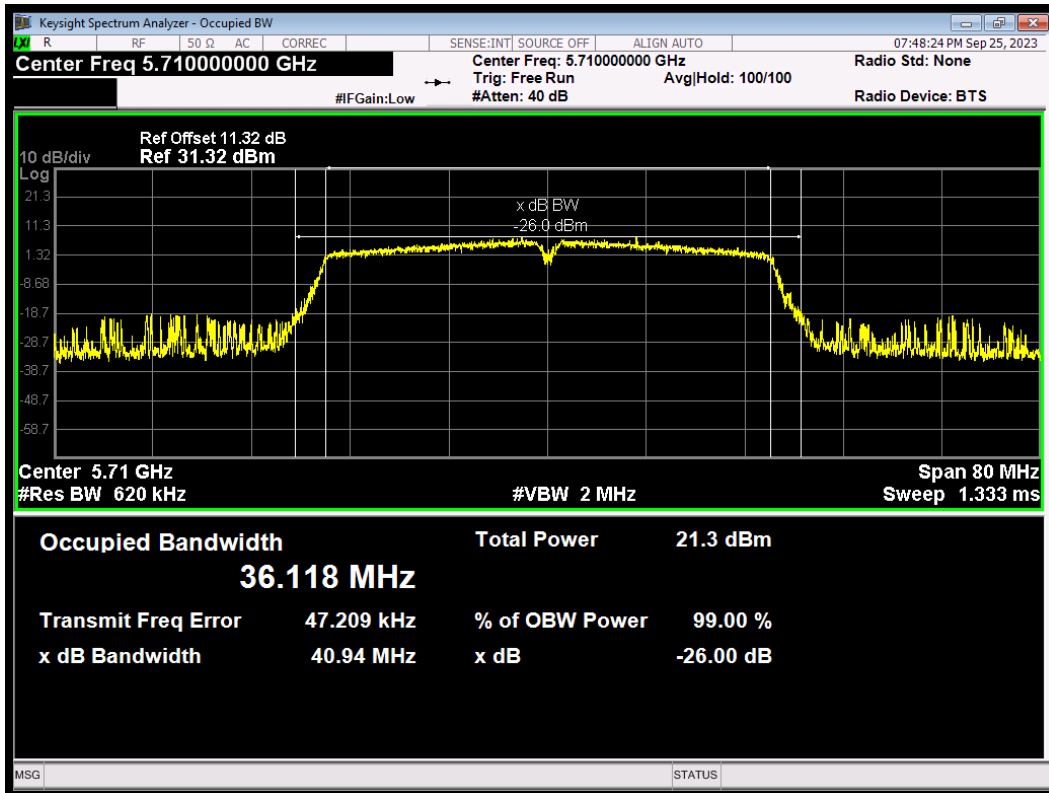 Keysight Spectrum Analyzer - Occupied BW
LXI R RF 50 Ω AC CORREC SENSE:INT SOURCE OFF ALIGN AUTO 07:48:24 PM Sep 25, 2023
Center Freq 5.710000000 GHz Center Freq: 5.710000000 GHz Radio Std: None
Trig: Free Run Avg|Hold: 100/100
#IFGain:Low #Atten: 40 dB Radio Device: BTS
Ref Offset 11.32 dB
10 dB/div Ref 31.32 dBm
Log
21.3
x dB BW
11.3
-26.0 dBm
1.32
-8.68
-18.7
-28.7
-38.7
-48.7
-58.7
Center 5.71 GHz Span 80 MHz
#Res BW 620 kHz #VBW 2 MHz Sweep 1.333 ms
Occupied Bandwidth Total Power 21.3 dBm
36.118 MHz
Transmit Freq Error 47.209 kHz % of OBW Power 99.00 %
x dB Bandwidth 40.94 MHz x dB -26.00 dB
MSG STATUS